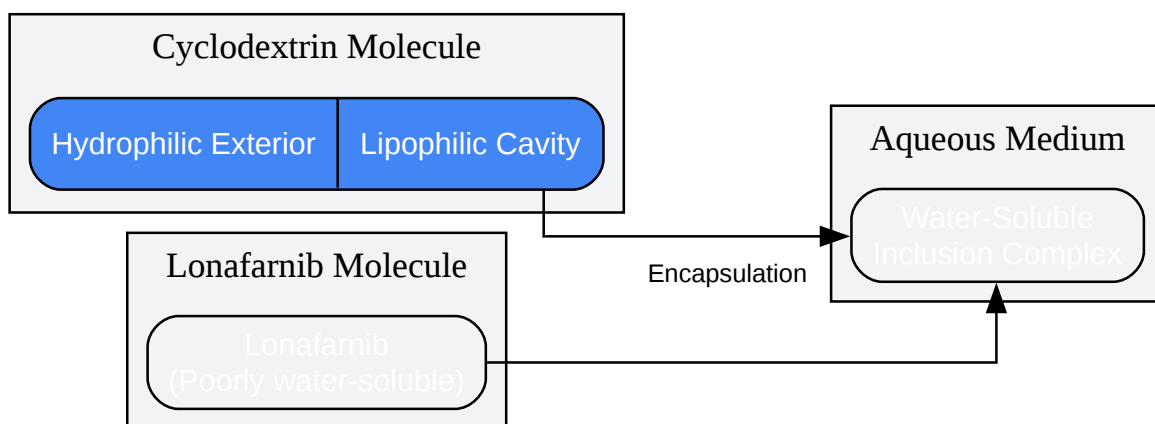 Cyclodextrin Molecule
Hydrophilic Exterior
Lipophilic Cavity
Aqueous Medium
Water-Soluble
Inclusion Complex
Encapsulation
Lonafarnib Molecule
Lonafarnib
(Poorly water-soluble)